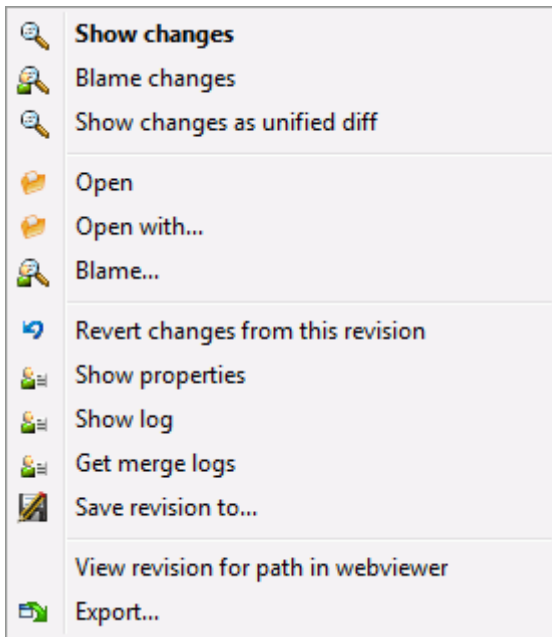 Show changes
Blame changes
Show changes as unified diff
Open
Open with...
Blame...
Revert changes from this revision
Show properties
Show log
Get merge logs
Save revision to...
View revision for path in webviewer
Export...